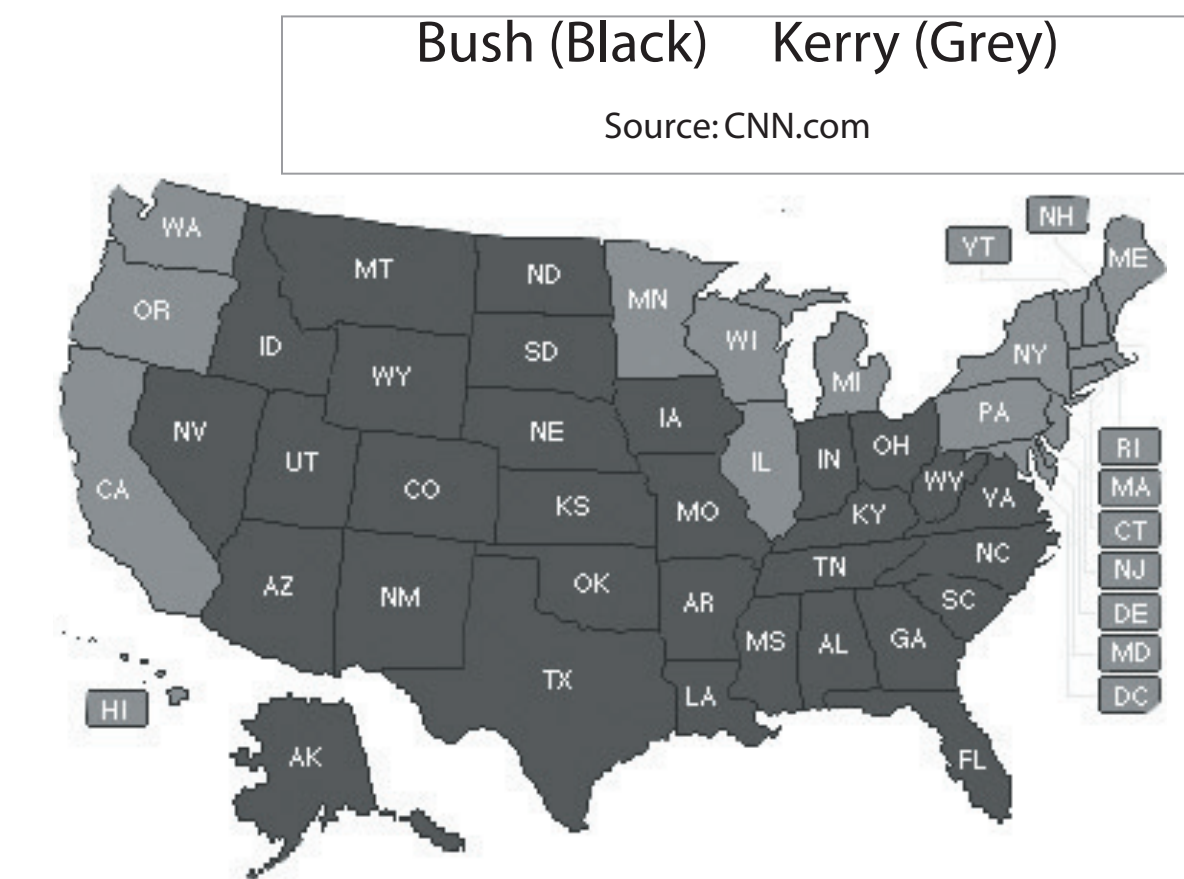 Bush (Black) Kerry (Grey)
Source: CNN.com
NH
VT
ME
WA
MT
ND
MN
OR
ID
SD
WI
NY
WY
MI
PA
IA
NV
NE
OH
RI
UT
IL
IN
CA
CO
WV
MA
VA
KS
MO
KY
CT
NC
TN
NJ
AZ
OK
NM
AR
SC
DE
MS
AL
GA
MD
TX
LA
DC
HI
AK
FL